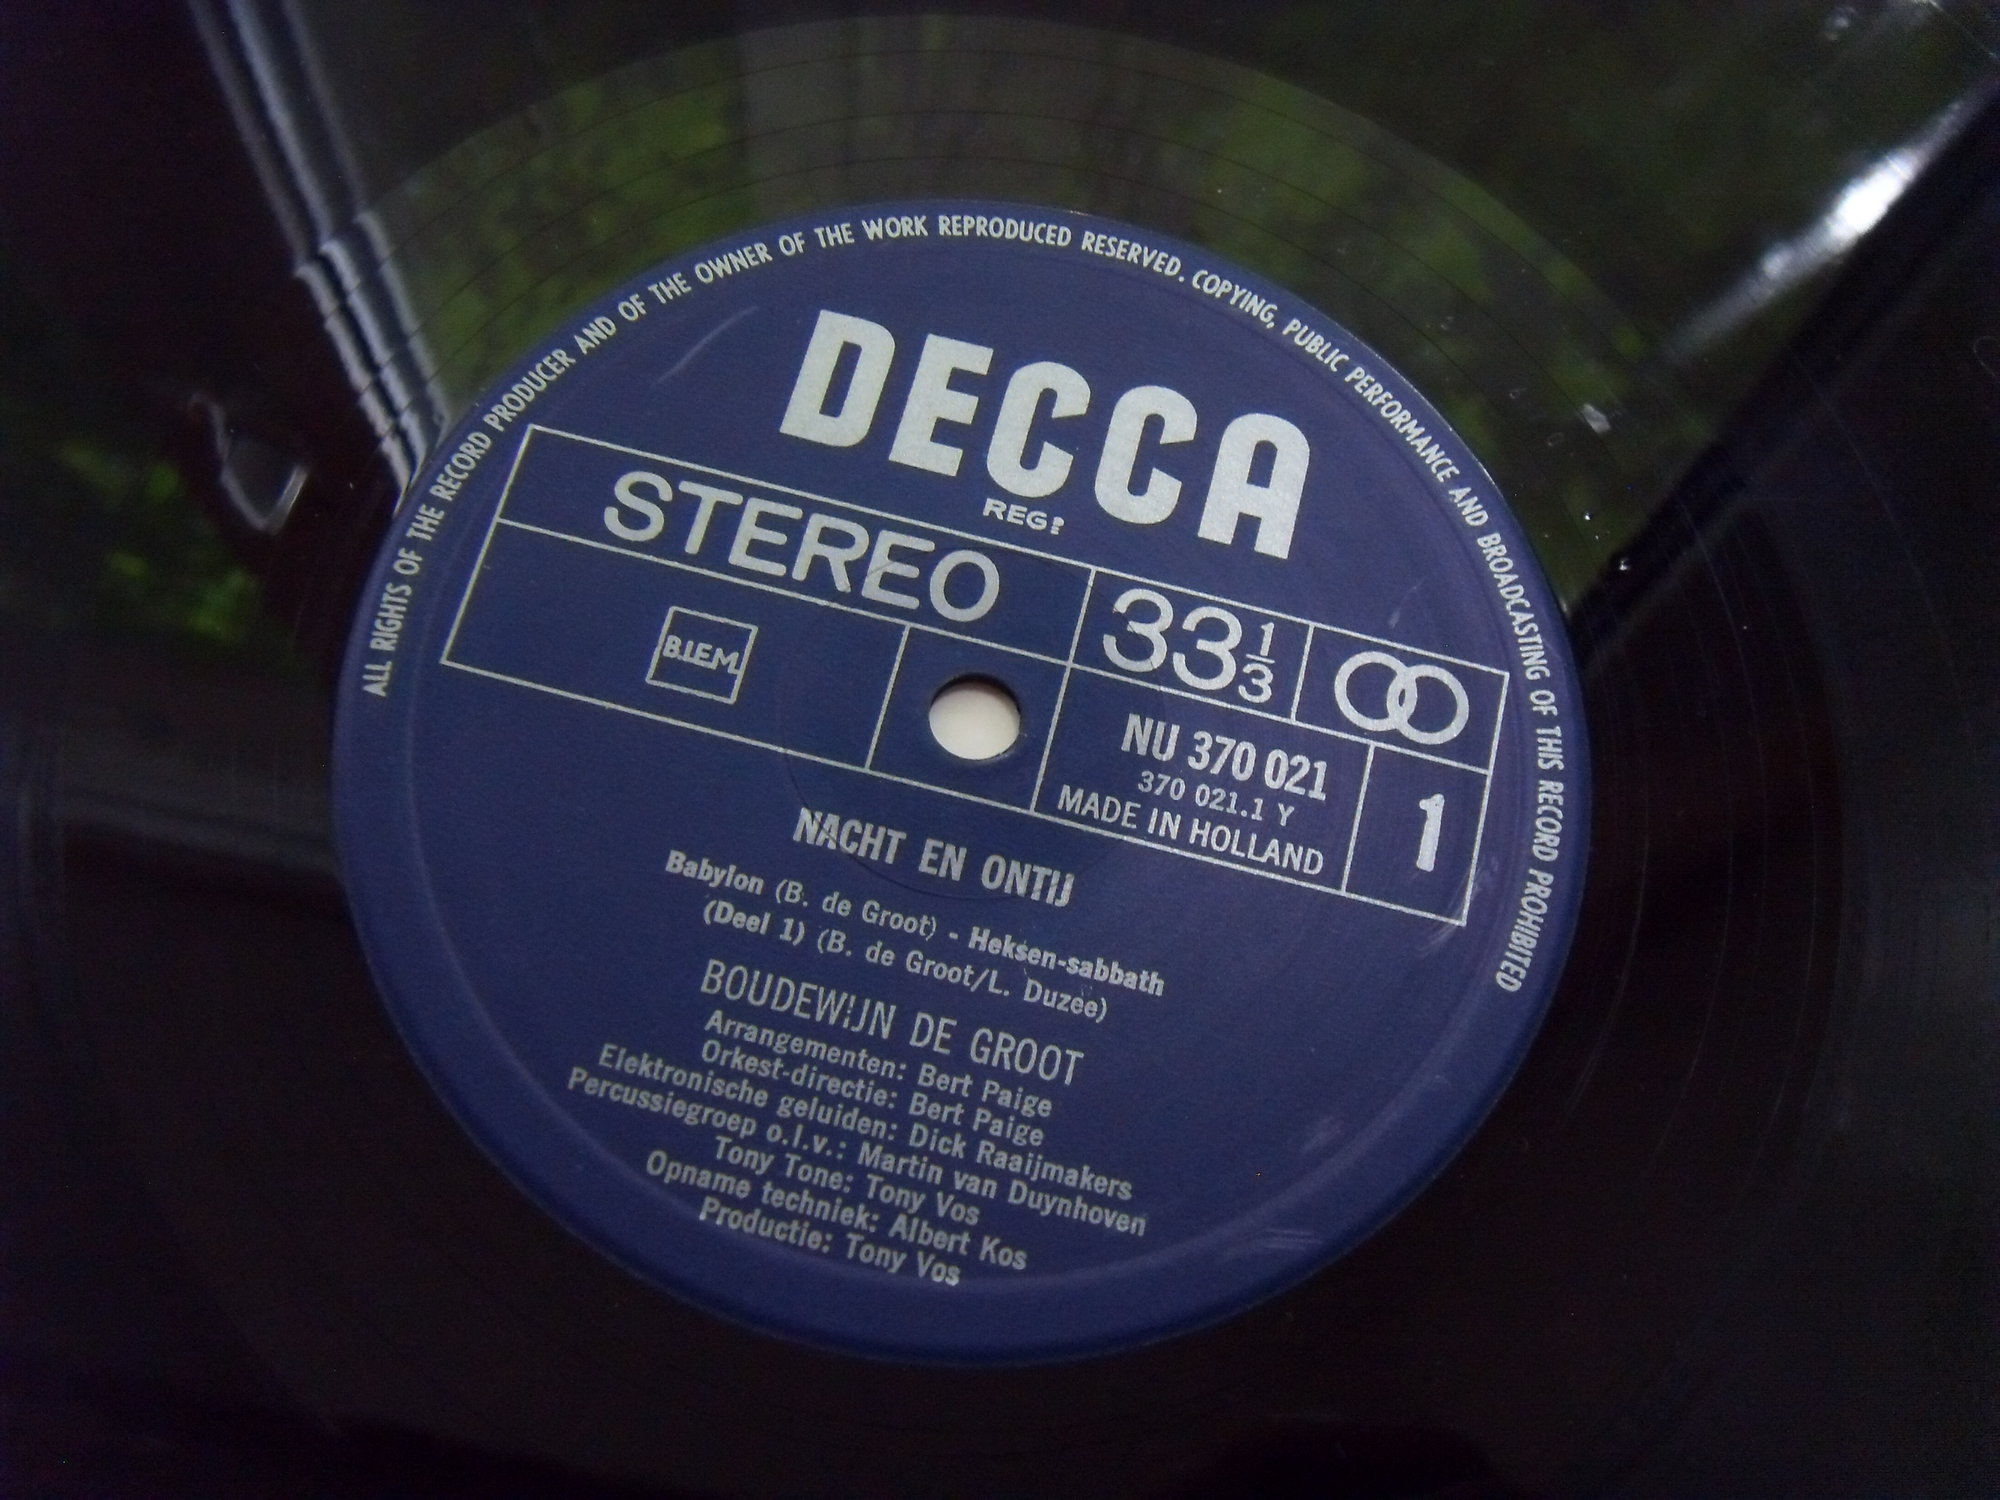 ALL RIGHTS OF THE RECORD PRODUCER AND OF THE OWNER OF THE WORK REPRODUCED RESERVED. COPYING, PUBLIC PERFORMANCE AND BROADCASTING OF THIS RECORD PROHIBITED
DECCA
REG?
STEREO
33 1/3
B.I.E.M.
NU 370 021
370 021.1 Y
MADE IN HOLLAND
1
NACHT EN ONTIJ
Babylon (B. de Groot) - Heksen-sabbath
(Deel 1) (B. de Groot/L. Duzee)
BOUDEWIJN DE GROOT
Arrangementen: Bert Paige
Orkest-directie: Bert Paige
Elektronische geluiden: Dick Raaijmakers
Percussiegroep o.l.v.: Martin van Duynhoven
Tony Tone: Tony Vos
Opname techniek: Albert Kos
Productie: Tony Vos